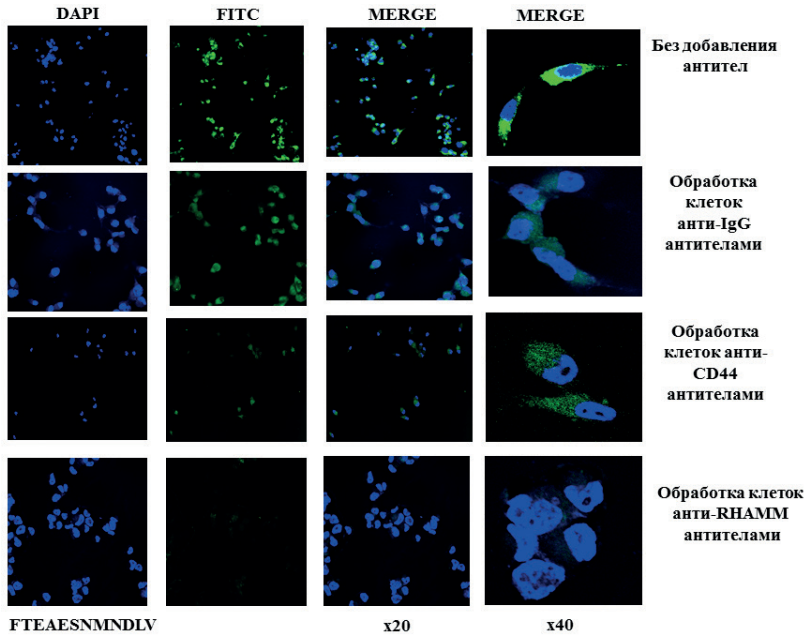 DAPI FITC MERGE MERGE
Без добавления
антител
Обработка
клеток
анти-IgG
антителами
Обработка
клеток анти-
CD44
антителами
Обработка клеток
анти-RHAMM
антителами
FTEAESNMNDLV x20 x40